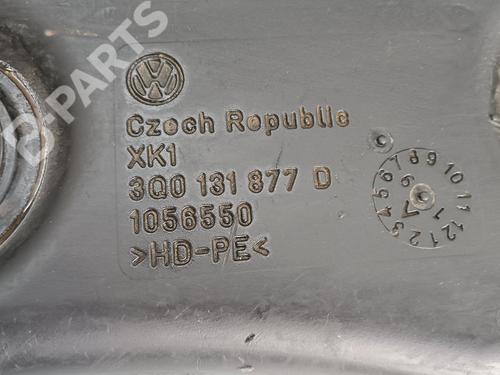 B-PARTS
VW
Czech Republic
XK1
3Q0 131 877 D
1056550
>HD-PE<
1 2 3 4 5 6 7 8 9 10 11 12